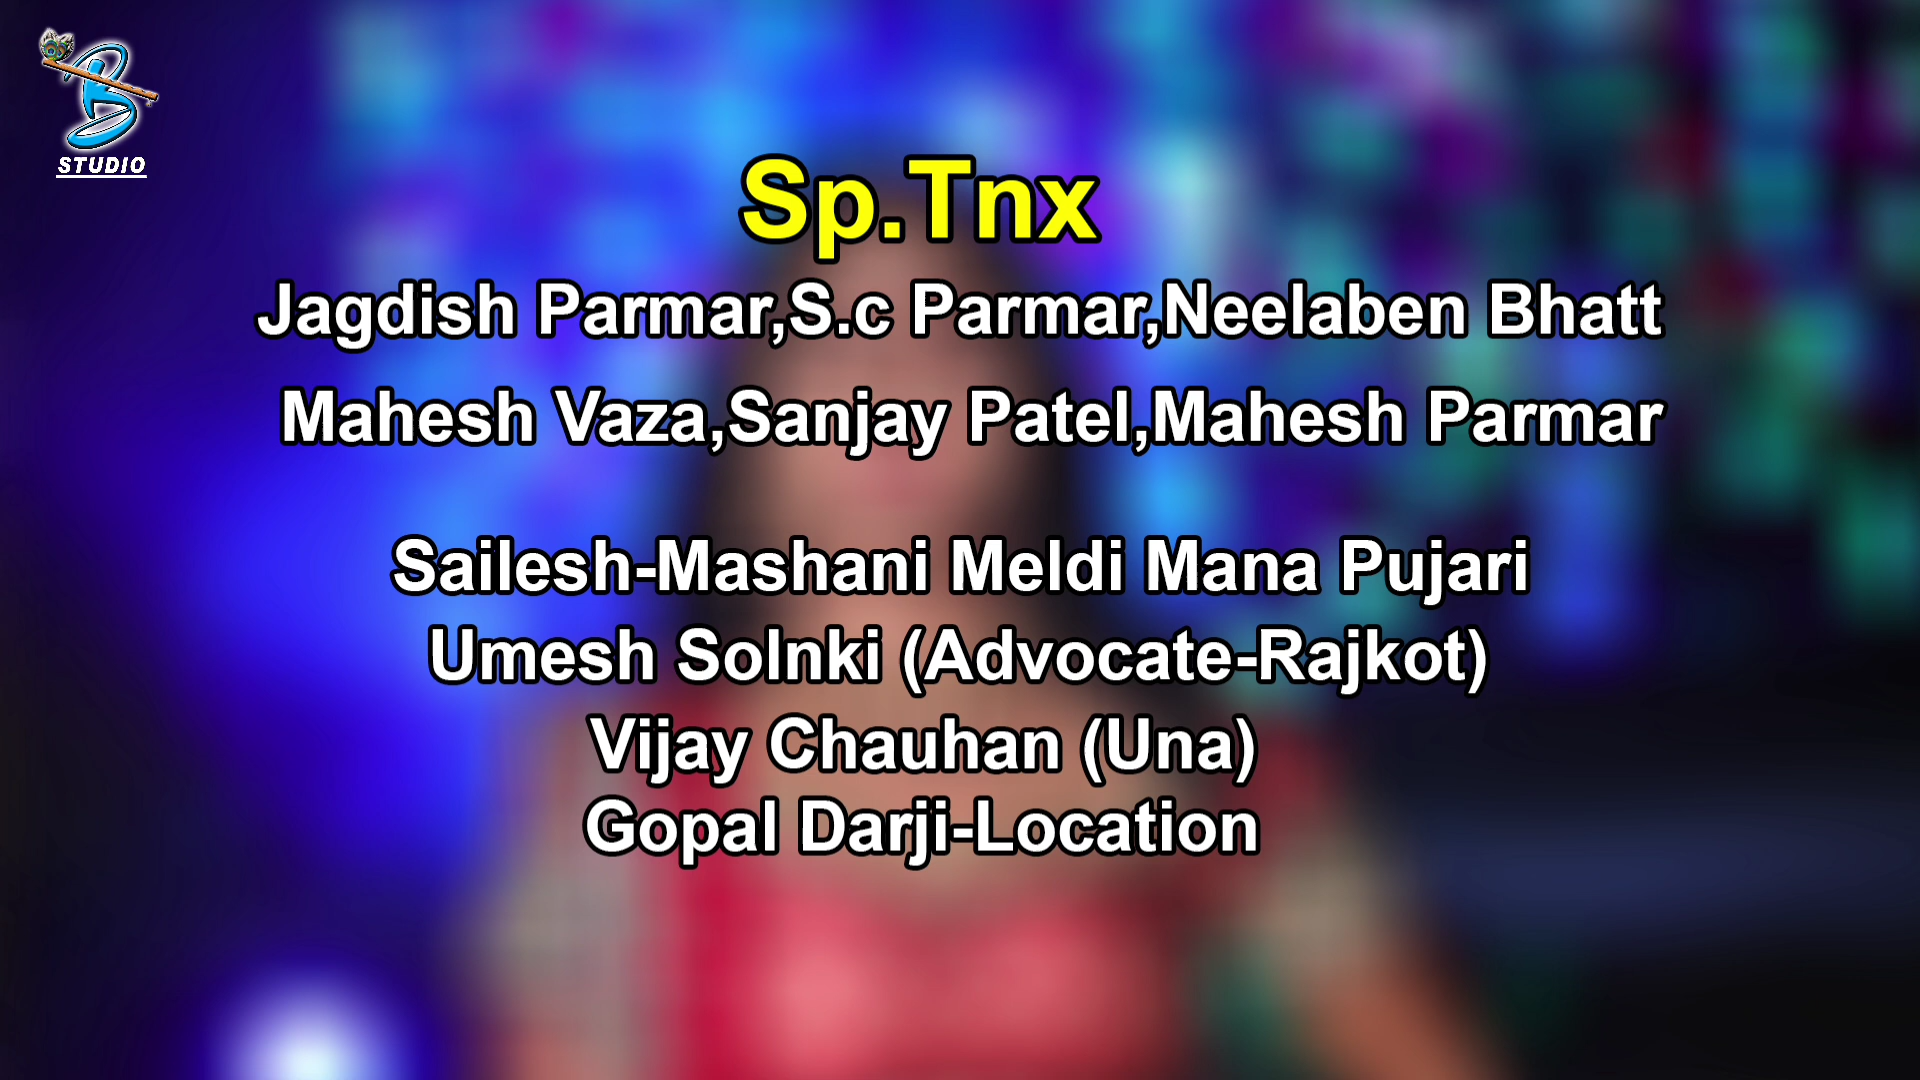 STUDIO
Sp.Tnx
Jagdish Parmar,S.c Parmar,Neelaben Bhatt
Mahesh Vaza,Sanjay Patel,Mahesh Parmar
Sailesh-Mashani Meldi Mana Pujari
Umesh Solnki (Advocate-Rajkot)
Vijay Chauhan (Una)
Gopal Darji-Location